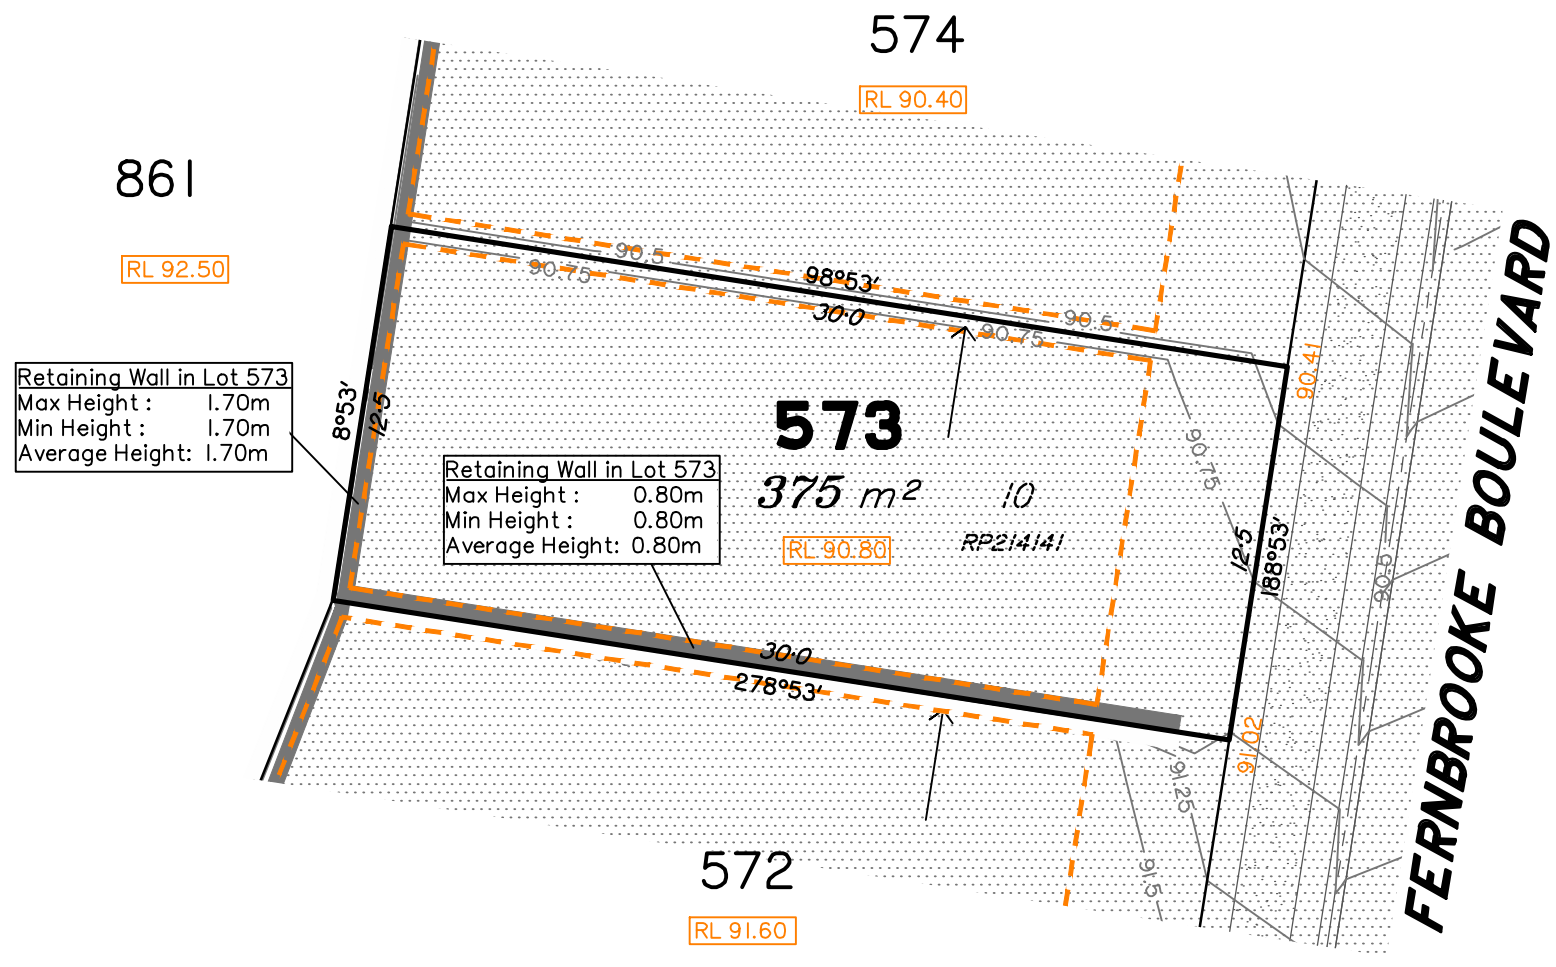 574
RL 90.40
861
RL 92.50
90.5
90.75
98°53'
30·0
90.5
90.75
90.41
FERNBROOKE BOULEVARD
Retaining Wall in Lot 573
Max Height : 1.70m
Min Height : 1.70m
Average Height: 1.70m
8°53'
12·5
573
375 m²
10
RP214141
RL 90.80
90.75
Retaining Wall in Lot 573
Max Height : 0.80m
Min Height : 0.80m
Average Height: 0.80m
12·5
188°53'
90.5
30·0
278°53'
91.02
91.25
91.5
572
RL 91.60